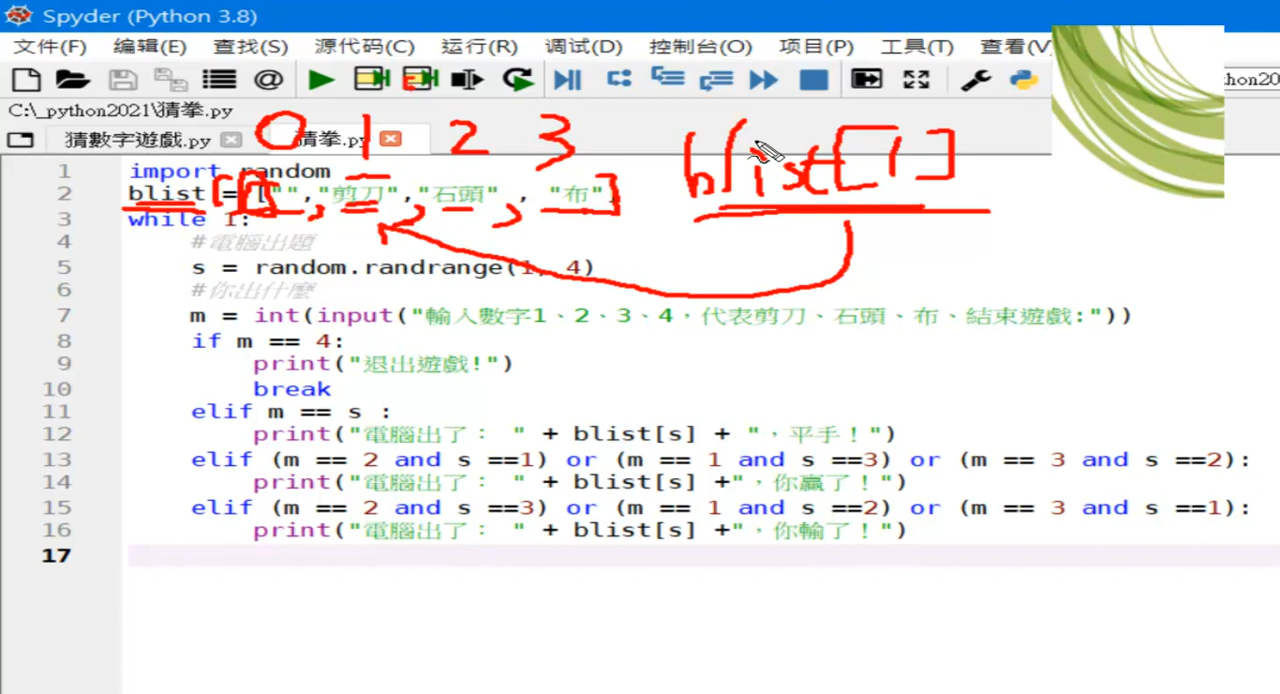 Spyder (Python 3.8)
文件(F) 编辑(E) 查找(S) 源代码(C) 运行(R) 调试(D) 控制台(O) 项目(P) 工具(T) 查看(V)
C:\_python2021\猜拳.py
猜數字遊戲.py 猜拳.py
0 1 2 3 blist[1]
1 import random
2 blist = ["","剪刀","石頭" , "布"]
3 while 1:
4 #電腦出題
5 s = random.randrange(1, 4)
6 #你出什麼
7 m = int(input("輸入數字1、2、3、4，代表剪刀、石頭、布、結束遊戲:"))
8 if m == 4:
9 print("退出遊戲!")
10 break
11 elif m == s :
12 print("電腦出了： " + blist[s] + "，平手！")
13 elif (m == 2 and s ==1) or (m == 1 and s ==3) or (m == 3 and s ==2):
14 print("電腦出了： " + blist[s] +"，你贏了！")
15 elif (m == 2 and s ==3) or (m == 1 and s ==2) or (m == 3 and s ==1):
16 print("電腦出了： " + blist[s] +"，你輸了！")
17